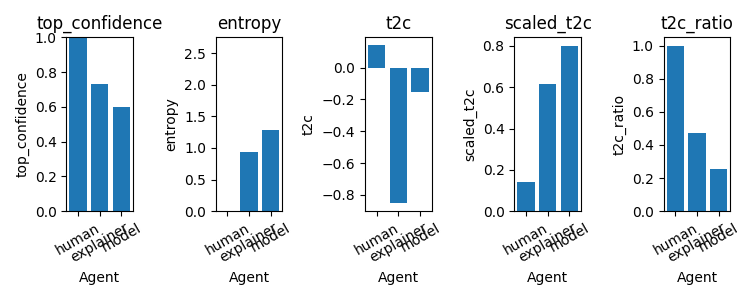 top_confidence
top_confidence
1.0
0.8
0.6
0.4
0.2
0.0
human
explainer
model
Agent
entropy
entropy
2.5
2.0
1.5
1.0
0.5
0.0
human
explainer
model
Agent
t2c
t2c
0.0
−0.2
−0.4
−0.6
−0.8
human
explainer
model
Agent
scaled_t2c
scaled_t2c
0.8
0.6
0.4
0.2
0.0
human
explainer
model
Agent
t2c_ratio
t2c_ratio
1.0
0.8
0.6
0.4
0.2
0.0
human
explainer
model
Agent